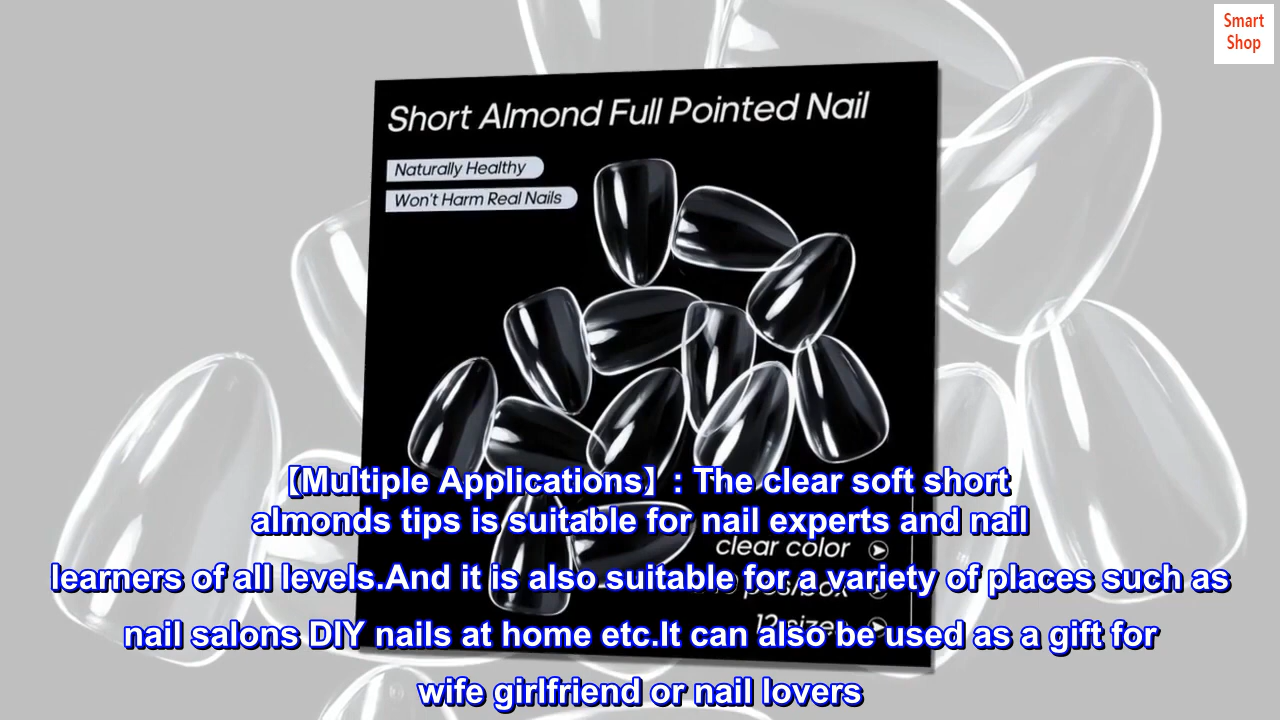 Smart
Shop
Short Almond Full Pointed Nail
Naturally Healthy
Won't Harm Real Nails
【Multiple Applications】: The clear soft short
almonds tips is suitable for nail experts and nail
clear color
learners of all levels.And it is also suitable for a variety of places such as
nail salons DIY nails at home etc.It can also be used as a gift for
wife girlfriend or nail lovers